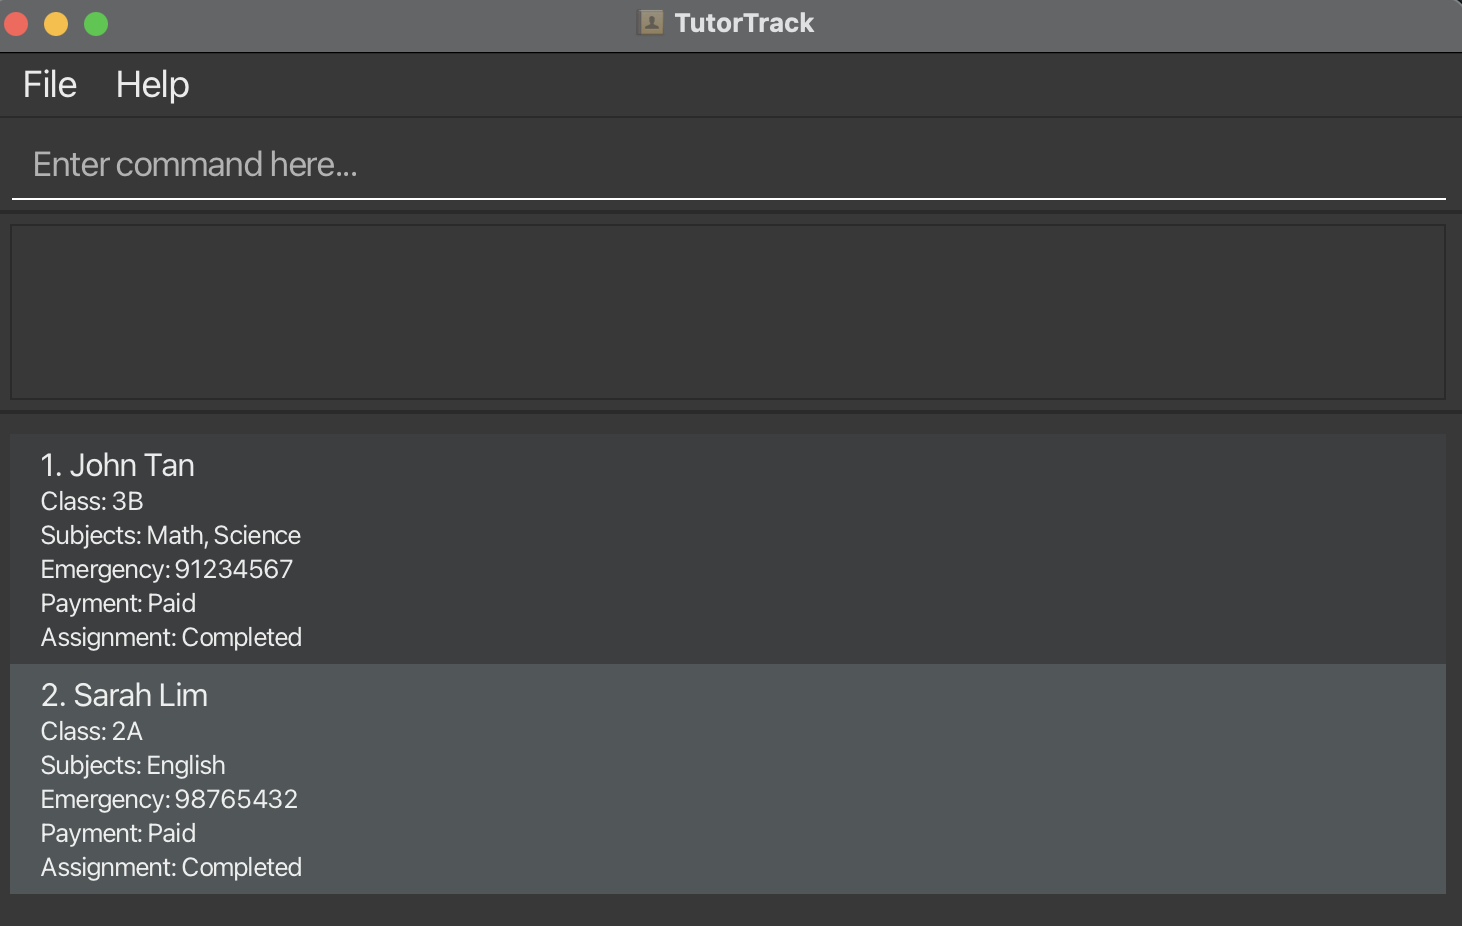 TutorTrack
File Help
Enter command here...
1. John Tan
Class: 3B
Subjects: Math, Science
Emergency: 91234567
Payment: Paid
Assignment: Completed
2. Sarah Lim
Class: 2A
Subjects: English
Emergency: 98765432
Payment: Paid
Assignment: Completed